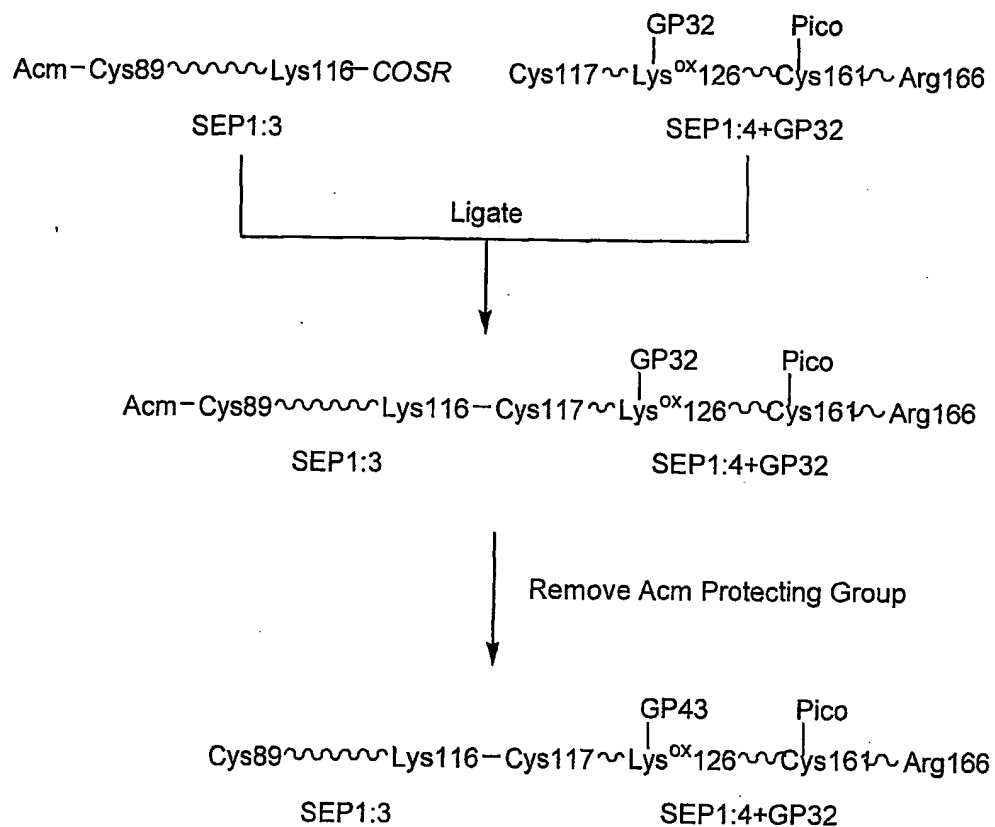 GP32 Pico
Acm–Cys89 Lys116–COSR Cys117 Lys^ox126 Cys161 Arg166
SEP1:3 SEP1:4+GP32
Ligate
GP32 Pico
Acm–Cys89 Lys116–Cys117 Lys^ox126 Cys161 Arg166
SEP1:3 SEP1:4+GP32
Remove Acm Protecting Group
GP43 Pico
Cys89 Lys116–Cys117 Lys^ox126 Cys161 Arg166
SEP1:3 SEP1:4+GP32